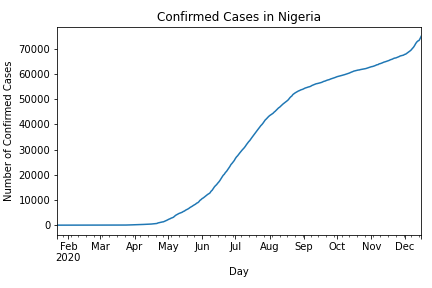 Confirmed Cases in Nigeria
Number of Confirmed Cases
70000
60000
50000
40000
30000
20000
10000
0
Feb Mar Apr May Jun Jul Aug Sep Oct Nov Dec
2020
Day